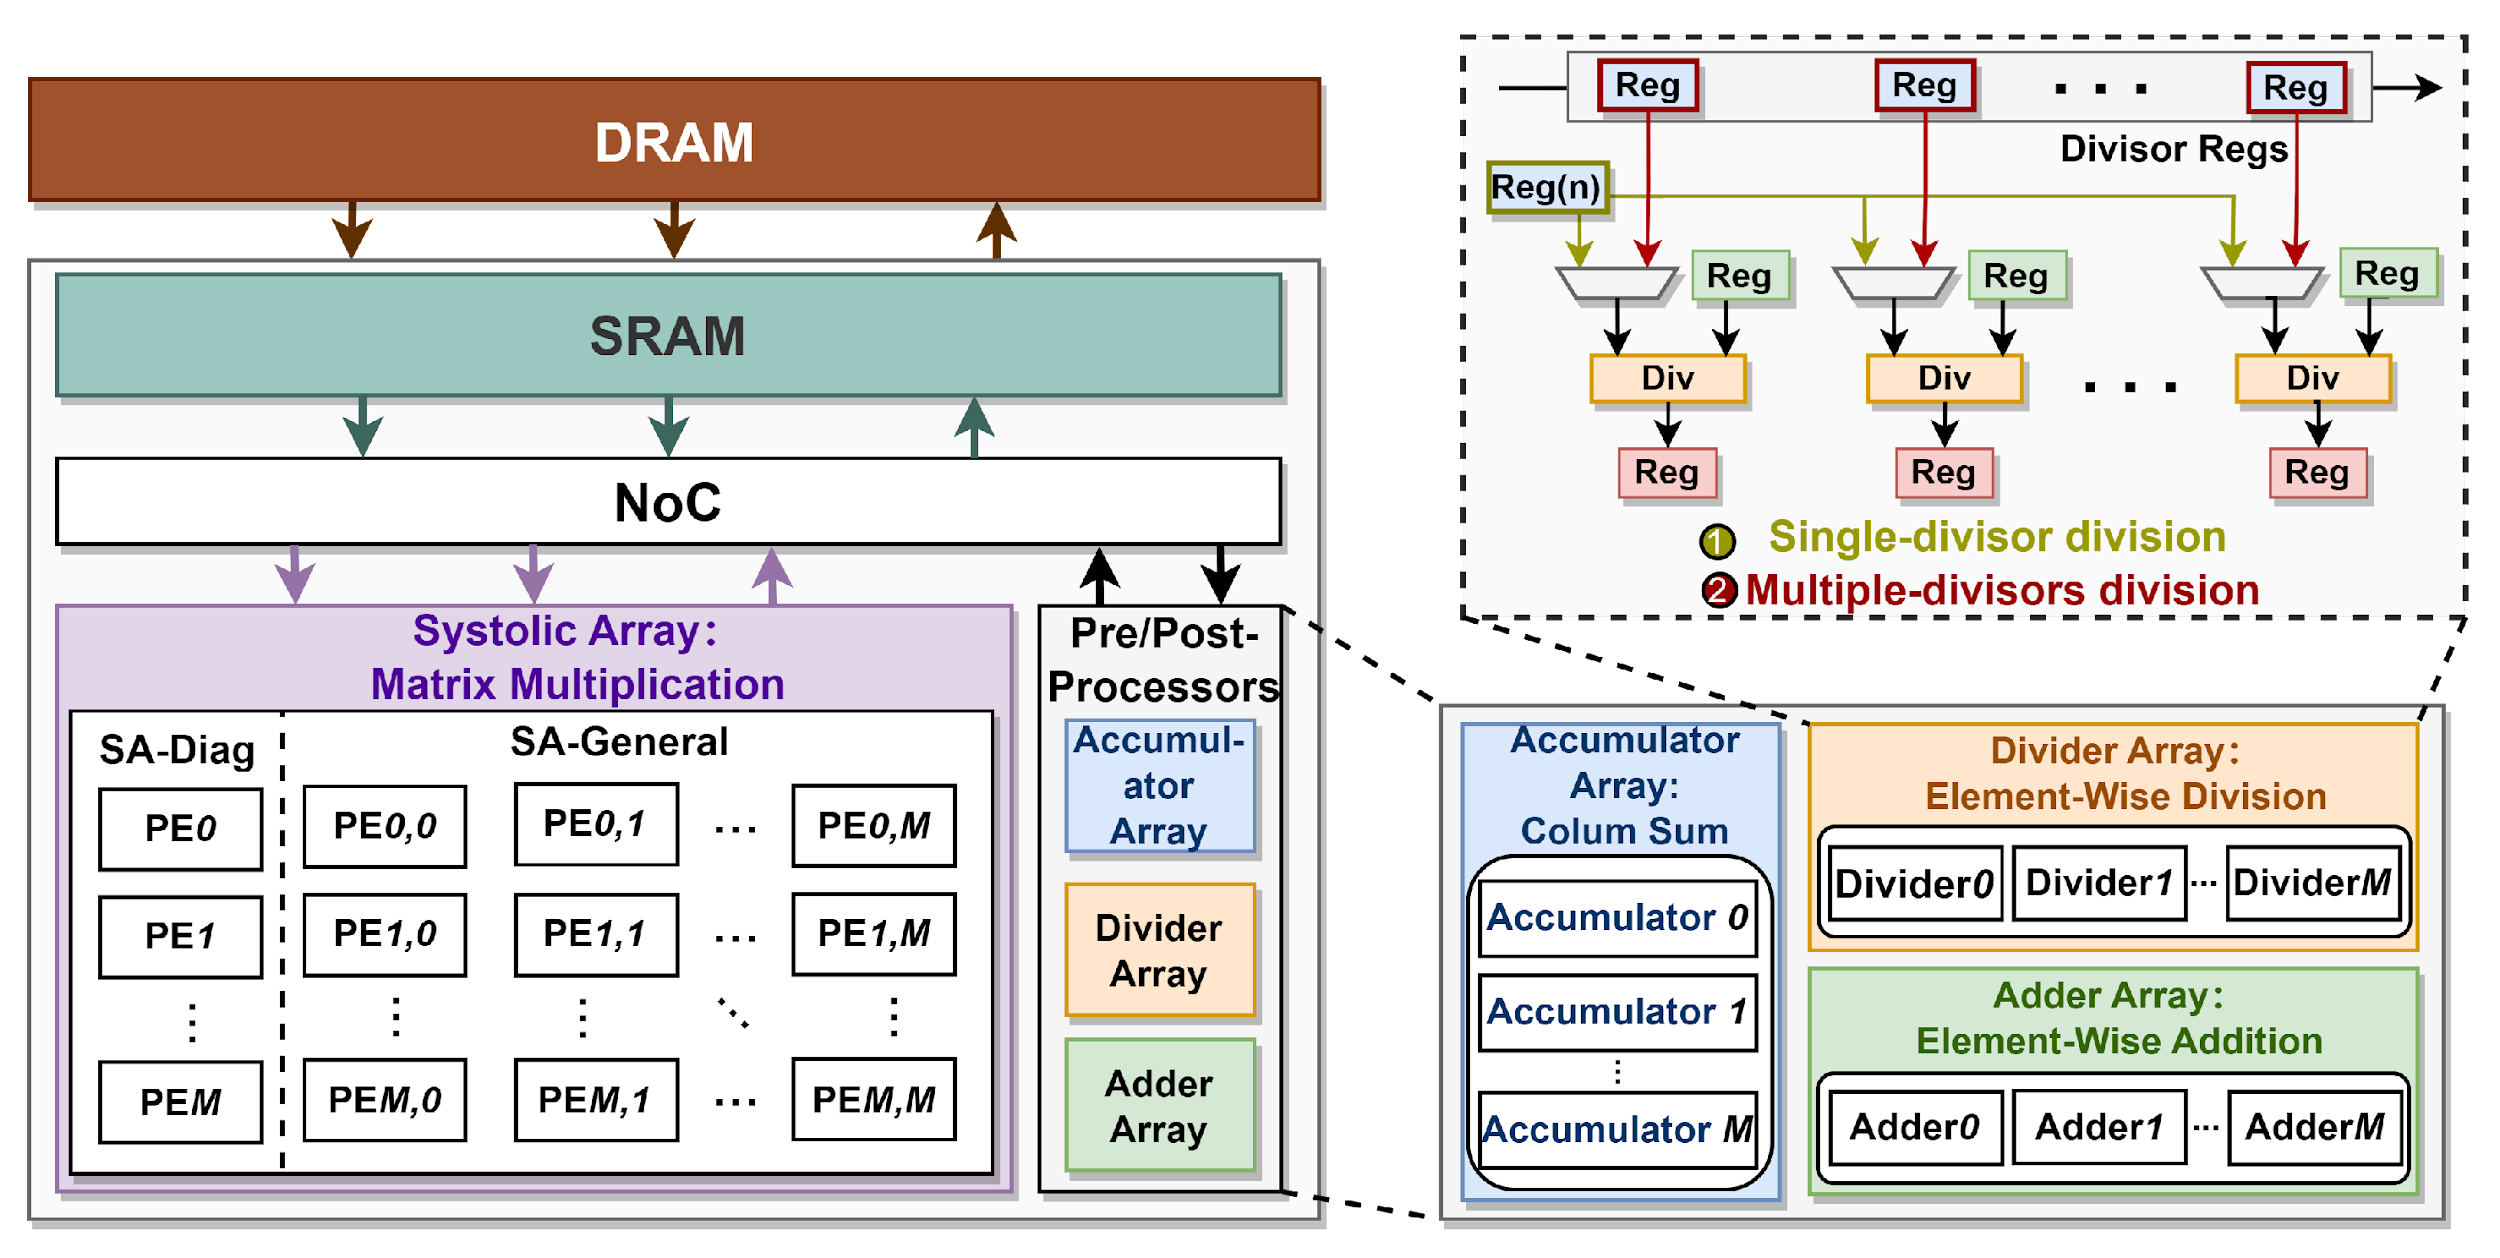 DRAM
SRAM
NoC
Systolic Array:
Matrix Multiplication
SA-Diag
SA-General
PE0
PE0,0
PE0,1
...
PE0,M
PE1
PE1,0
PE1,1
...
PE1,M
PEM
PEM,0
PEM,1
...
PEM,M
Pre/Post-
Processors
Accumul-
ator
Array
Divider
Array
Adder
Array
Reg
Reg
...
Reg
Divisor Regs
Reg(n)
Reg
Reg
Reg
Div
Div
...
Div
Reg
Reg
Reg
1 Single-divisor division
2 Multiple-divisors division
Accumulator
Array:
Colum Sum
Accumulator 0
Accumulator 1
Accumulator M
Divider Array:
Element-Wise Division
Divider0
Divider1
...
DividerM
Adder Array:
Element-Wise Addition
Adder0
Adder1
...
AdderM